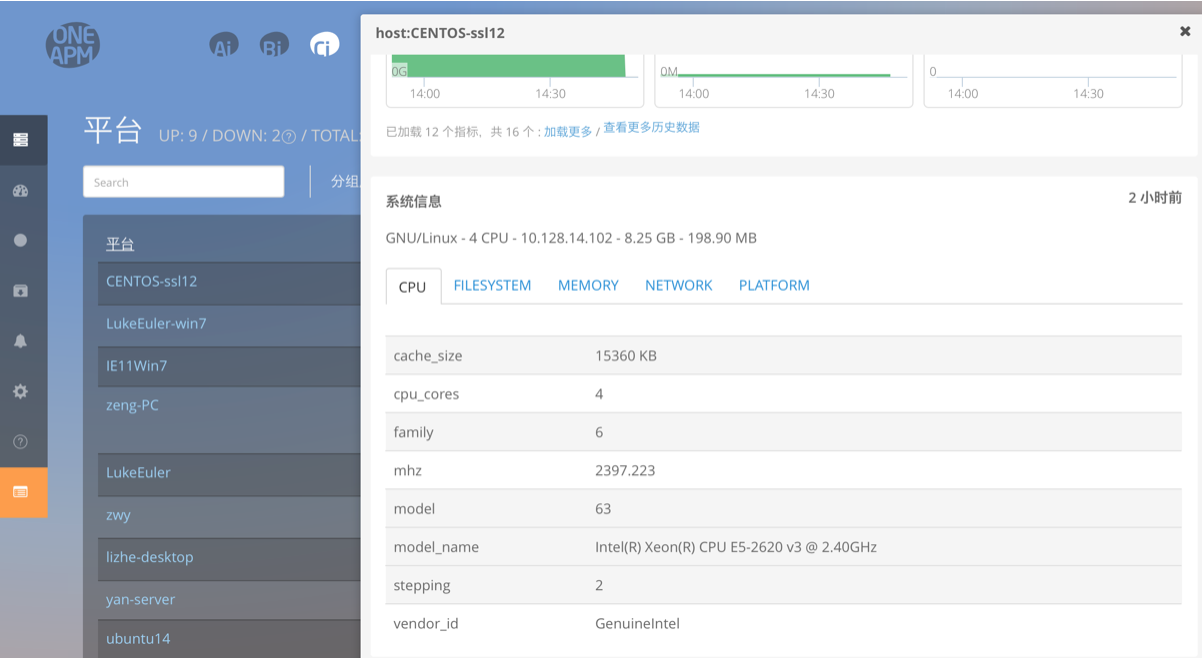 ONE
APM
Ai
Bi
Ci
平台
UP: 9 / DOWN: 2 / TOTAL:
Search
分组
平台
CENTOS-ssl12
LukeEuler-win7
IE11Win7
zeng-PC
LukeEuler
zwy
lizhe-desktop
yan-server
ubuntu14
host:CENTOS-ssl12
0G
14:00
14:30
0M
14:00
14:30
0
14:00
14:30
已加载 12 个指标，共 16 个 : 加载更多 / 查看更多历史数据
系统信息
2 小时前
GNU/Linux - 4 CPU - 10.128.14.102 - 8.25 GB - 198.90 MB
CPU FILESYSTEM MEMORY NETWORK PLATFORM
cache_size 15360 KB
cpu_cores 4
family 6
mhz 2397.223
model 63
model_name Intel(R) Xeon(R) CPU E5-2620 v3 @ 2.40GHz
stepping 2
vendor_id GenuineIntel